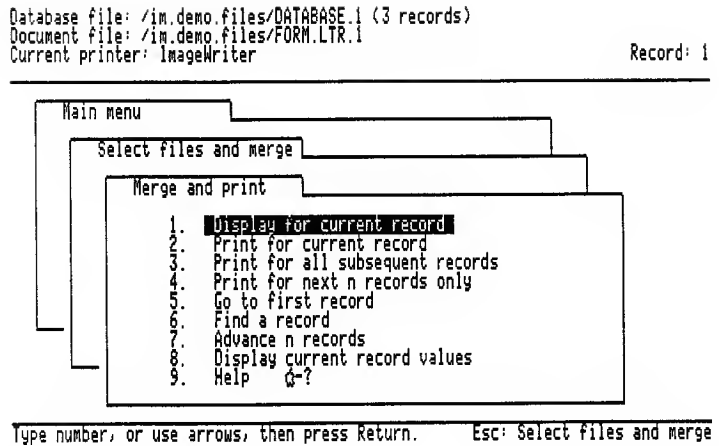 Database file: /im.demo.files/DATABASE.1 (3 records)
Document file: /im.demo.files/FORM.LTR.1
Current printer: ImageWriter Record: 1
Main menu
Select files and merge
Merge and print
1. Display for current record
2. Print for current record
3. Print for all subsequent records
4. Print for next n records only
5. Go to first record
6. Find a record
7. Advance n records
8. Display current record values
9. Help -?
Type number, or use arrows, then press Return. Esc: Select files and merge